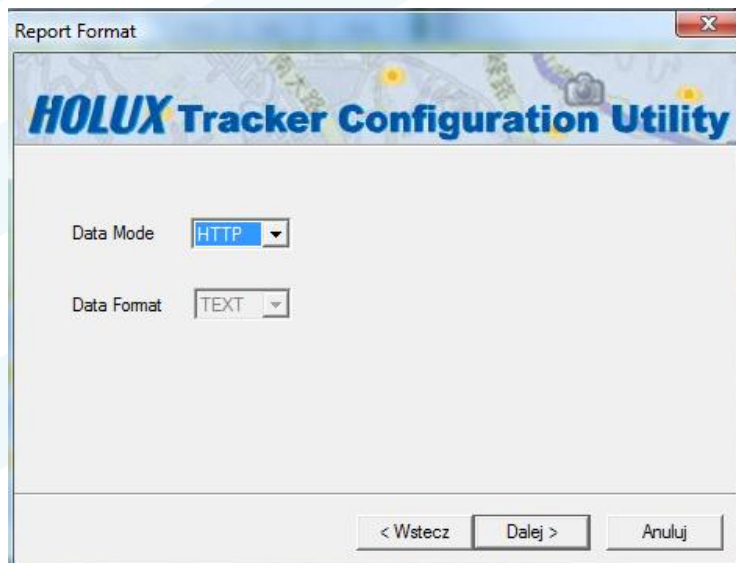 Report Format
HOLUX Tracker Configuration Utility
Data Mode HTTP
Data Format TEXT
< Wstecz Dalej > Anuluj